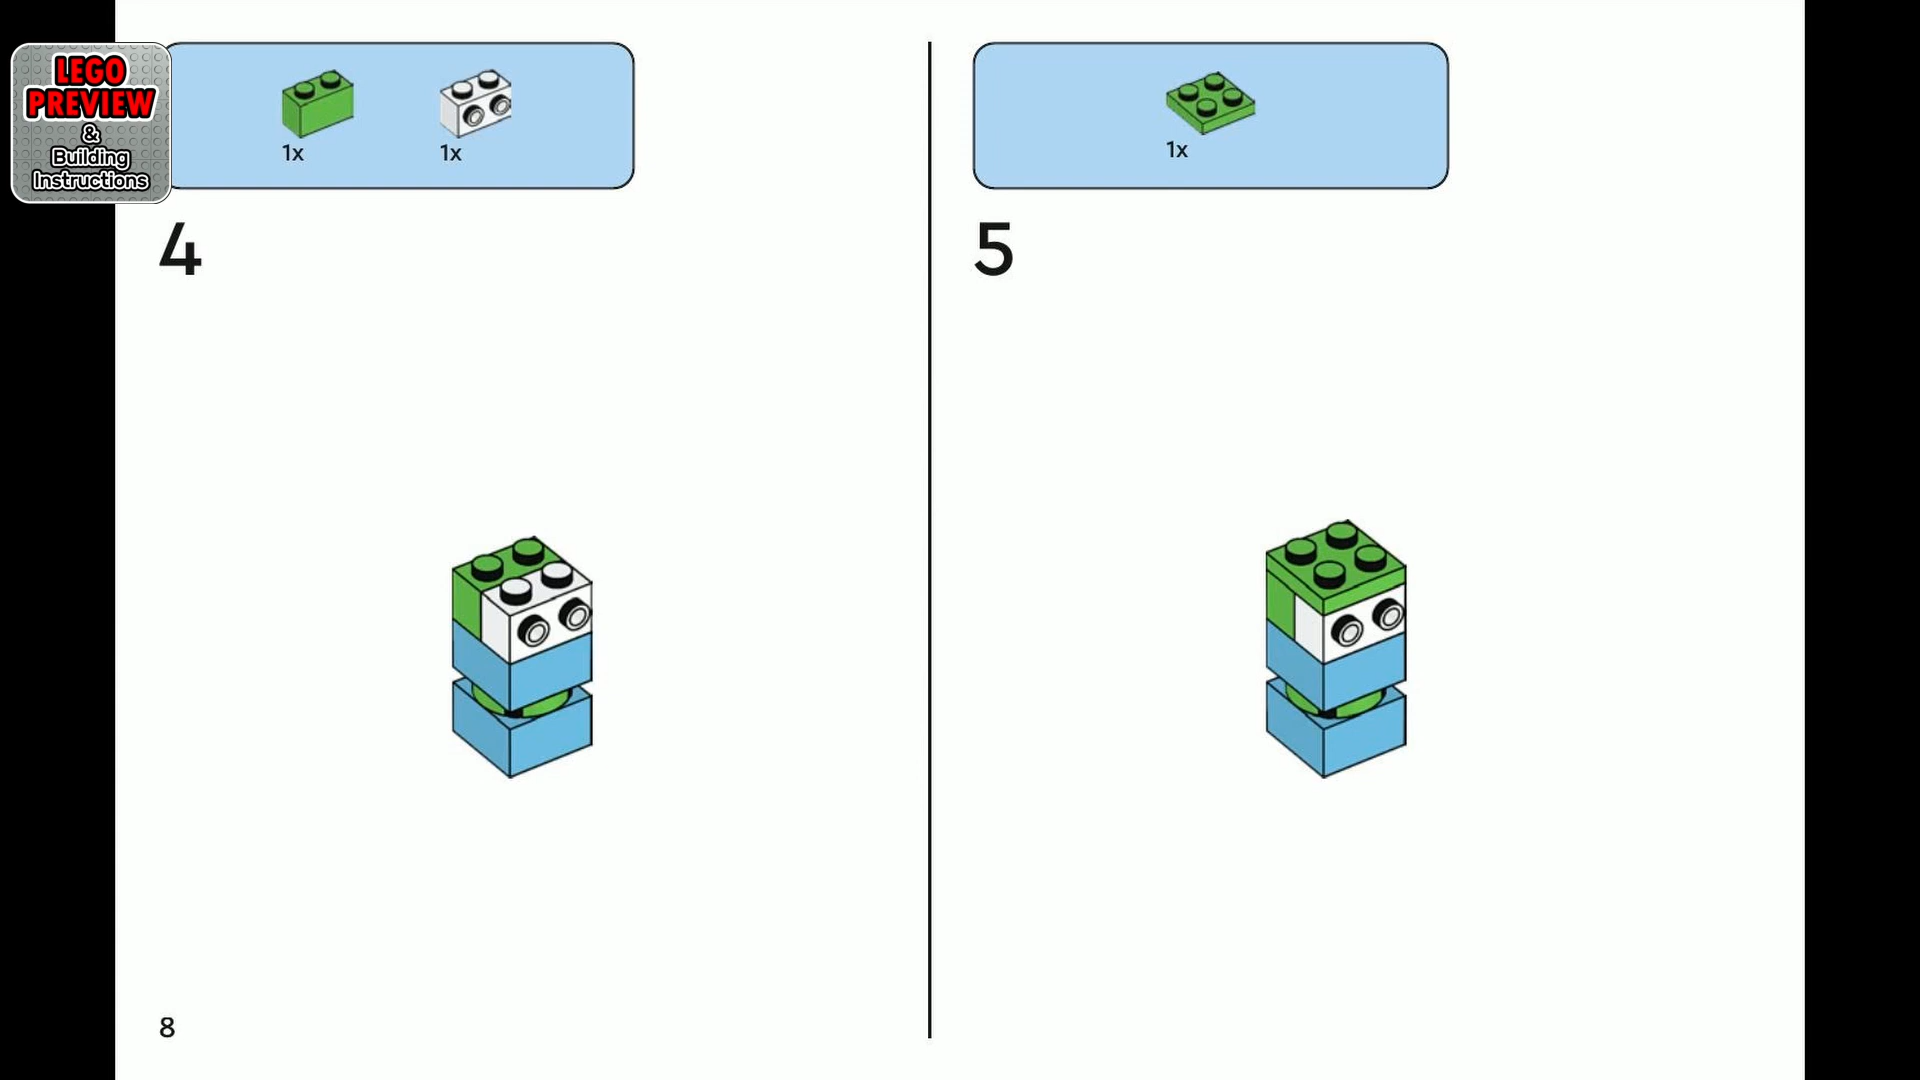 LEGO
PREVIEW
&
Building
Instructions
1x 1x
4
1x
5
8